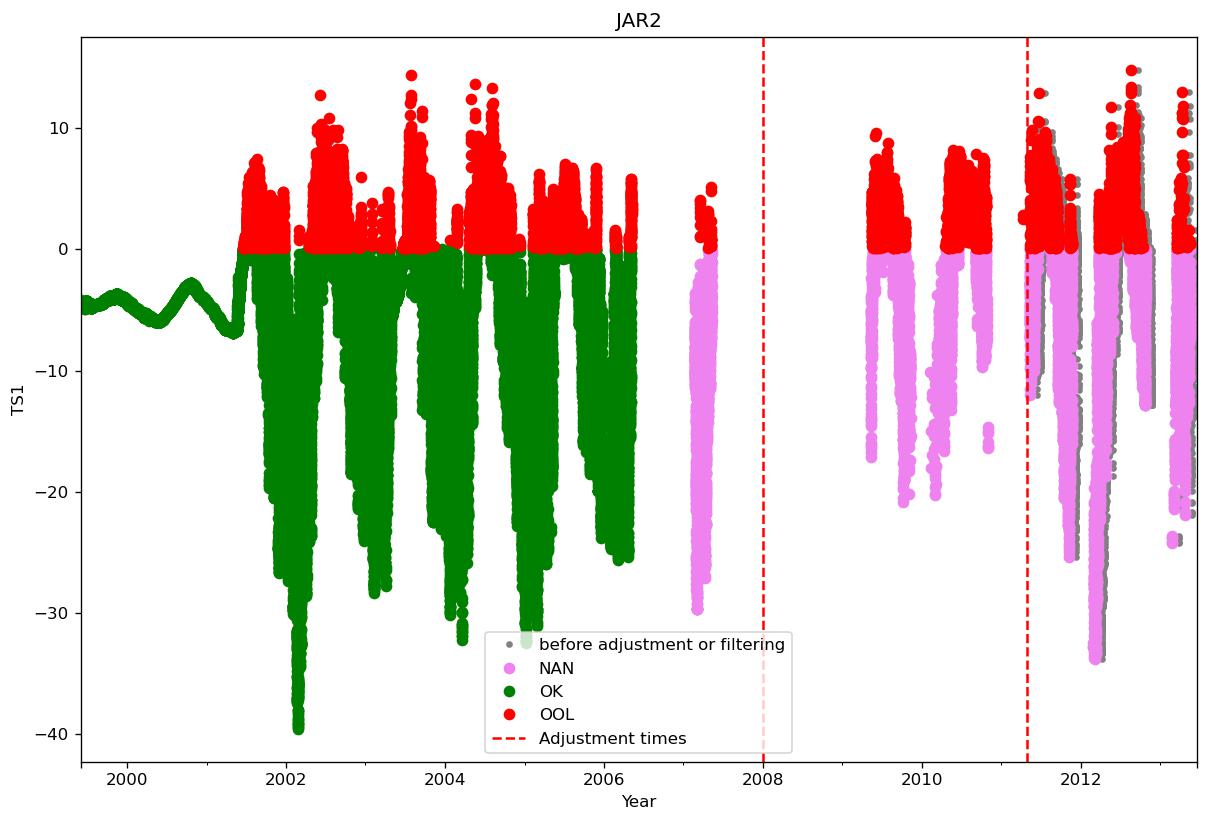 JAR2
10
0
−10
−20
−30
−40
TS1
before adjustment or filtering
NAN
OK
OOL
Adjustment times
2000
2002
2004
2006
2008
2010
2012
Year